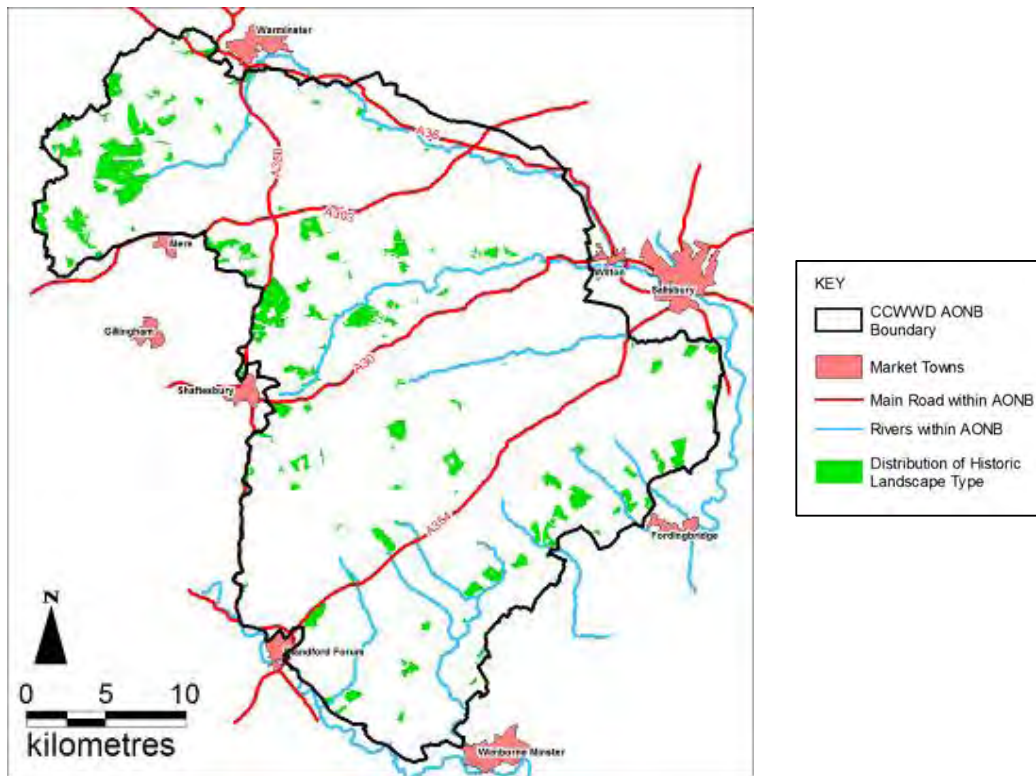 Warminster
A36
A350
A303
Mere
Wilton
Salisbury
Gillingham
A30
Shaftesbury
A354
Fordingbridge
N
Blandford Forum
0 5 10
kilometres
Wimborne Minster
KEY
CCWWD AONB
Boundary
Market Towns
Main Road within AONB
Rivers within AONB
Distribution of Historic
Landscape Type